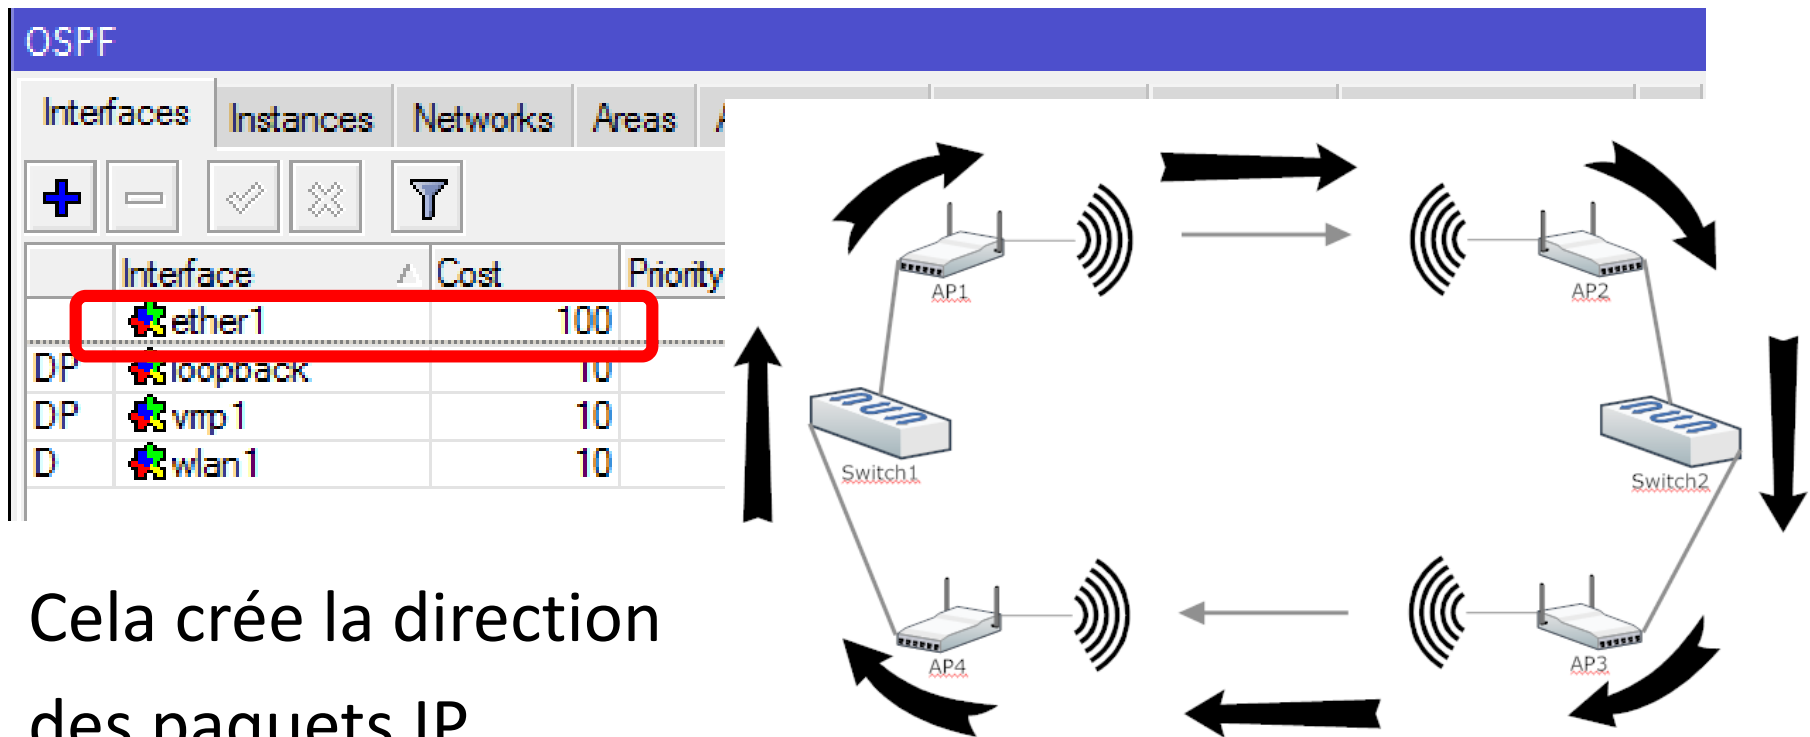 OSPF
Interfaces Instances Networks Areas
Interface Cost Priority
ether1 100
DP loopback 10
DP vrrp1 10
D wlan1 10
AP1
AP2
Switch1
Switch2
AP4
AP3
Cela crée la direction
des paquets IP